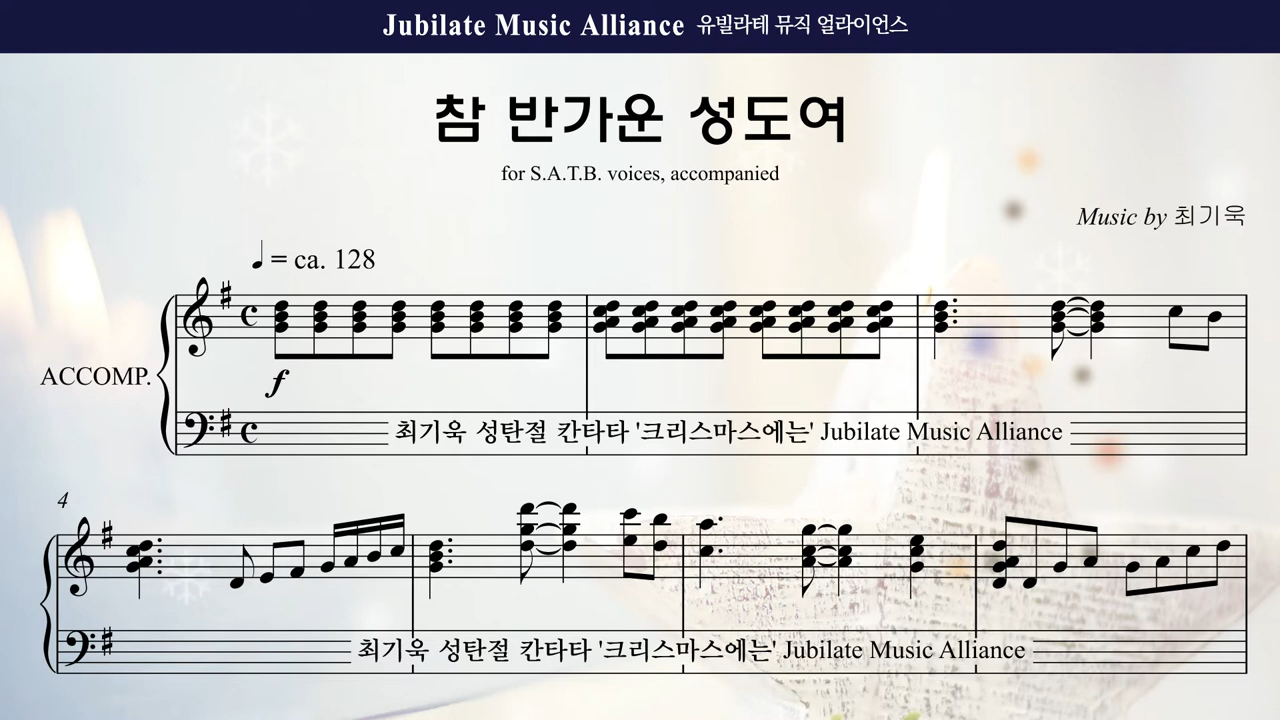 Jubilate Music Alliance 유빌라테 뮤직 얼라이언스
참 반가운 성도여
for S.A.T.B. voices, accompanied
Music by 최기욱
♩ = ca. 128
ACCOMP.
f
최기욱 성탄절 칸타타 '크리스마스에는' Jubilate Music Alliance
4
최기욱 성탄절 칸타타 '크리스마스에는' Jubilate Music Alliance